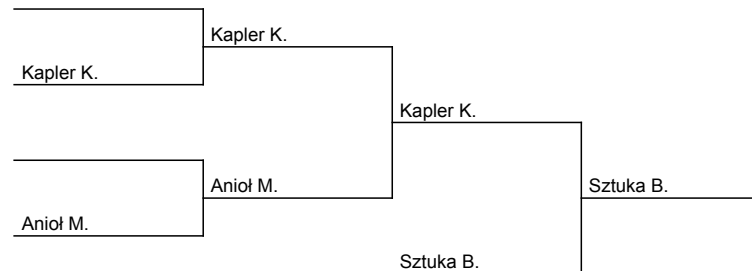 Kapler K.
Kapler K.
Kapler K.
Anioł M.
Sztuka B.
Anioł M.
Sztuka B.